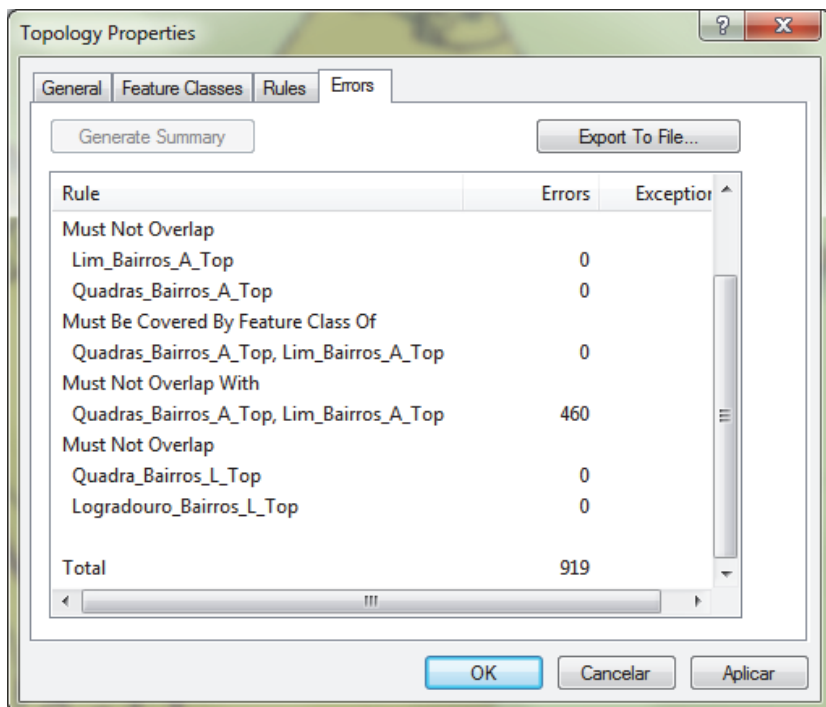 Topology Properties
General Feature Classes Rules Errors
Generate Summary Export To File...
Rule Errors Exception
Must Not Overlap
Lim_Bairros_A_Top 0
Quadras_Bairros_A_Top 0
Must Be Covered By Feature Class Of
Quadras_Bairros_A_Top, Lim_Bairros_A_Top 0
Must Not Overlap With
Quadras_Bairros_A_Top, Lim_Bairros_A_Top 460
Must Not Overlap
Quadra_Bairros_L_Top 0
Logradouro_Bairros_L_Top 0
Total 919
OK Cancelar Aplicar